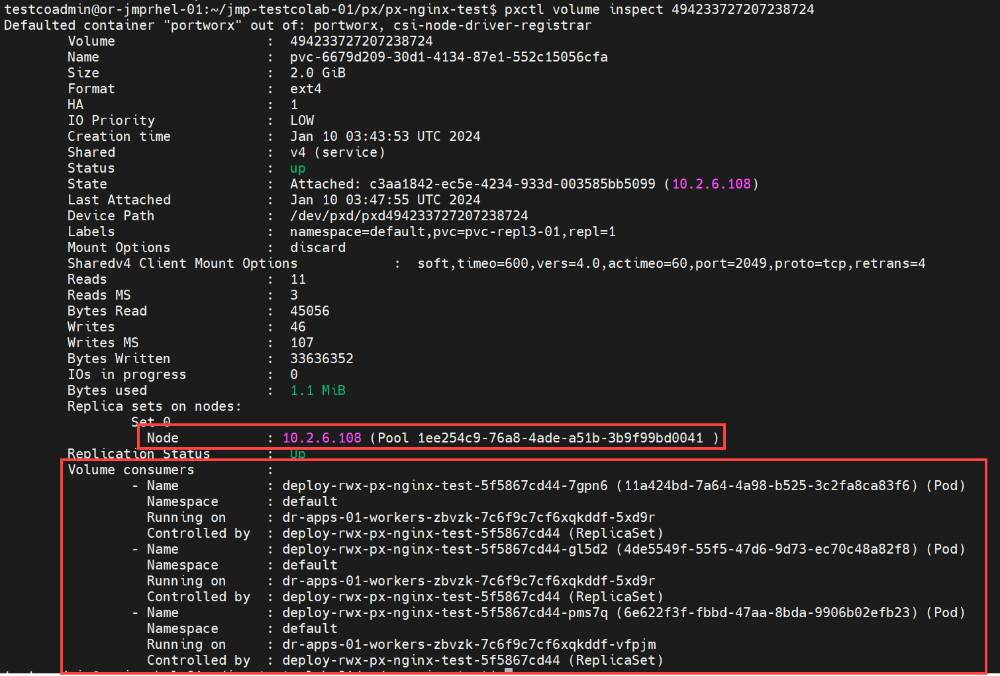 testcoadmin@or-jmprhel-01:~/jmp-testcolab-01/px/px-nginx-test$ pxctl volume inspect 494233727207238724
Defaulted container "portworx" out of: portworx, csi-node-driver-registrar
Volume : 494233727207238724
Name : pvc-6679d209-30d1-4134-87e1-552c15056cfa
Size : 2.0 GiB
Format : ext4
HA : 1
IO Priority : LOW
Creation time : Jan 10 03:43:53 UTC 2024
Shared : v4 (service)
Status : up
State : Attached: c3aa1842-ec5e-4234-933d-003585bb5099 (10.2.6.108)
Last Attached : Jan 10 03:47:55 UTC 2024
Device Path : /dev/pxd/pxd494233727207238724
Labels : namespace=default,pvc=pvc-repl3-01,repl=1
Mount Options : discard
Sharedv4 Client Mount Options : soft,timeo=600,vers=4.0,actimeo=60,port=2049,proto=tcp,retrans=4
Reads : 11
Reads MS : 3
Bytes Read : 45056
Writes : 46
Writes MS : 107
Bytes Written : 33636352
IOs in progress : 0
Bytes used : 1.1 MiB
Replica sets on nodes:
Set 0
Node : 10.2.6.108 (Pool 1ee254c9-76a8-4ade-a51b-3b9f99bd0041 )
Replication Status : Up
Volume consumers :
- Name : deploy-rwx-px-nginx-test-5f5867cd44-7gpn6 (11a424bd-7a64-4a98-b525-3c2fa8ca83f6) (Pod)
Namespace : default
Running on : dr-apps-01-workers-zbvzk-7c6f9c7cf6xqkddf-5xd9r
Controlled by : deploy-rwx-px-nginx-test-5f5867cd44 (ReplicaSet)
- Name : deploy-rwx-px-nginx-test-5f5867cd44-gl5d2 (4de5549f-55f5-47d6-9d73-ec70c48a82f8) (Pod)
Namespace : default
Running on : dr-apps-01-workers-zbvzk-7c6f9c7cf6xqkddf-5xd9r
Controlled by : deploy-rwx-px-nginx-test-5f5867cd44 (ReplicaSet)
- Name : deploy-rwx-px-nginx-test-5f5867cd44-pms7q (6e622f3f-fbbd-47aa-8bda-9906b02efb23) (Pod)
Namespace : default
Running on : dr-apps-01-workers-zbvzk-7c6f9c7cf6xqkddf-vfpjm
Controlled by : deploy-rwx-px-nginx-test-5f5867cd44 (ReplicaSet)